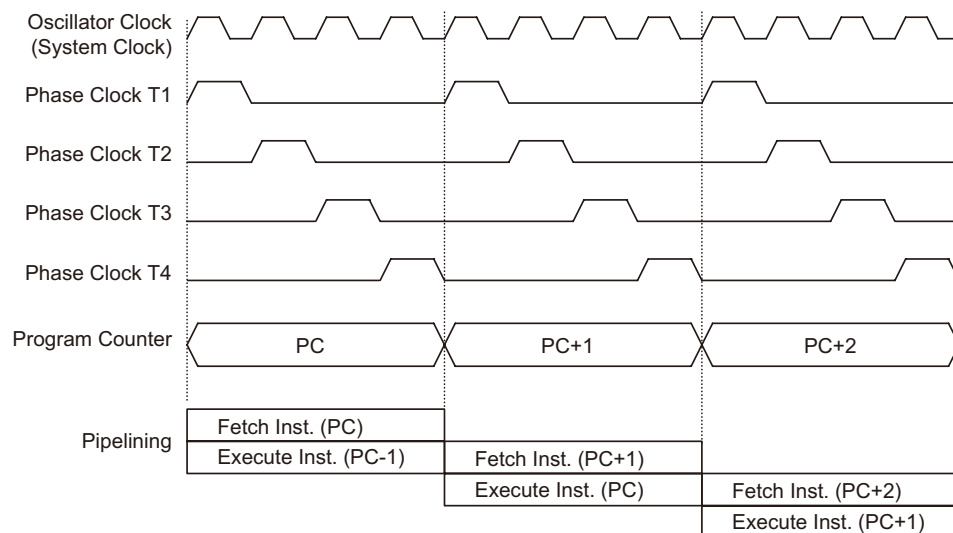 Oscillator Clock
(System Clock)
Phase Clock T1
Phase Clock T2
Phase Clock T3
Phase Clock T4
Program Counter
PC
PC+1
PC+2
Pipelining
Fetch Inst. (PC)
Execute Inst. (PC-1)
Fetch Inst. (PC+1)
Execute Inst. (PC)
Fetch Inst. (PC+2)
Execute Inst. (PC+1)